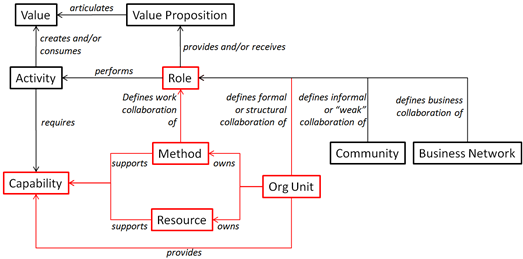 Value
articulates
Value Proposition
creates and/or
consumes
provides and/or receives
Activity
performs
Role
requires
Defines work
collaboration
of
defines formal
or structural
collaboration of
defines informal
or “weak”
collaboration of
defines business
collaboration of
Method
supports
owns
Community
Business Network
Capability
Org Unit
Resource
supports
owns
provides